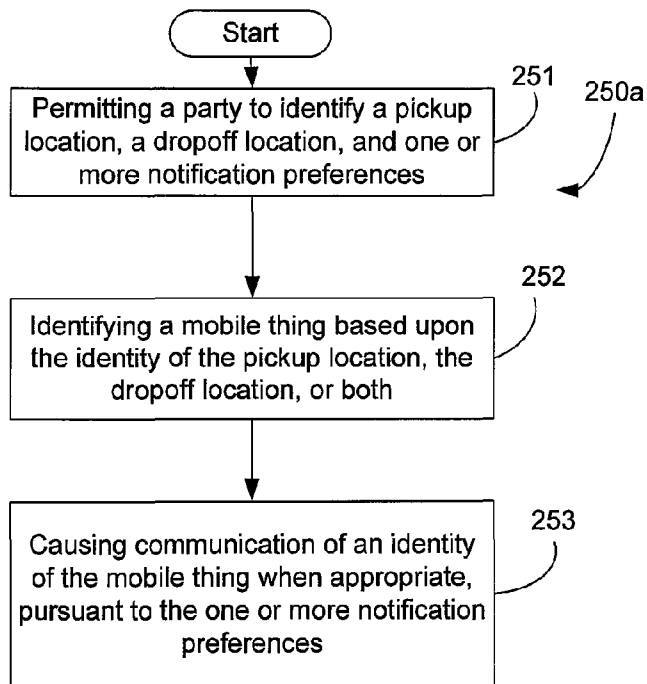 Start
251
250a
Permitting a party to identify a pickup
location, a dropoff location, and one or
more notification preferences
252
Identifying a mobile thing based upon
the identity of the pickup location, the
dropoff location, or both
253
Causing communication of an identity
of the mobile thing when appropriate,
pursuant to the one or more notification
preferences